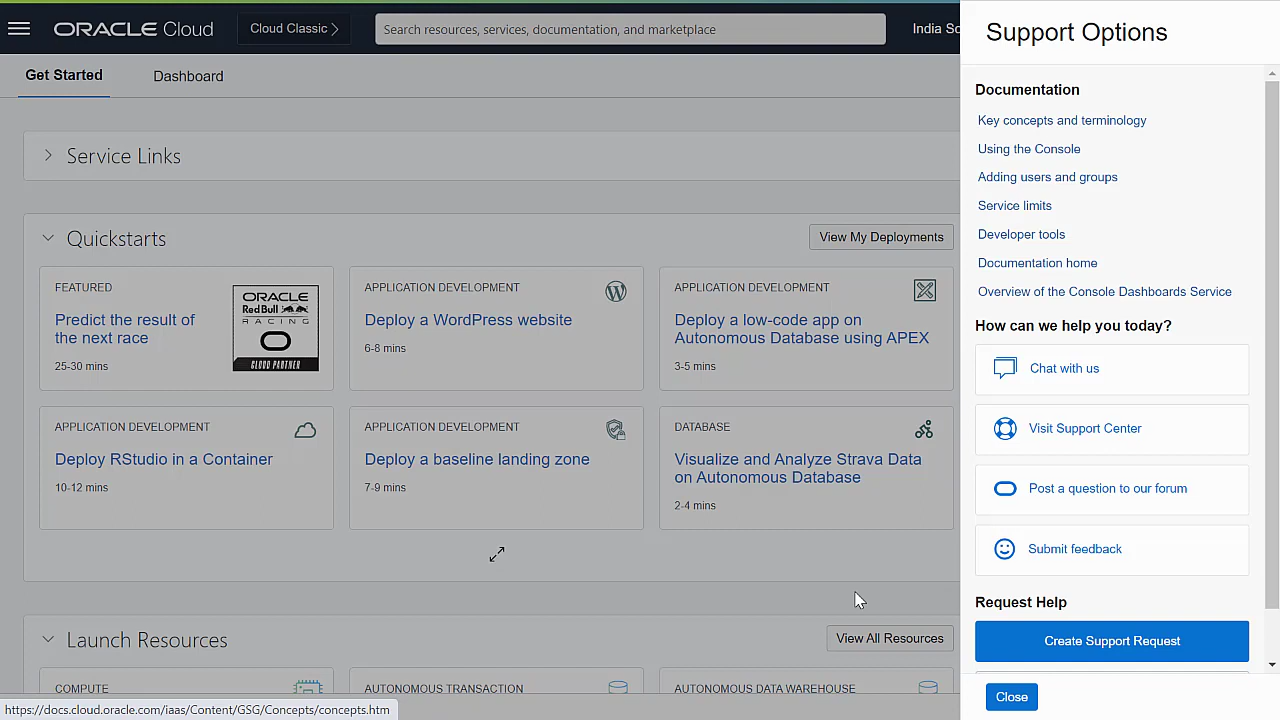 ORACLE Cloud
Cloud Classic >
Search resources, services, documentation, and marketplace
India So
Get Started
Dashboard
Service Links
Quickstarts
View My Deployments
FEATURED
Predict the result of
the next race
25-30 mins
ORACLE
Red Bull
RACING
CLOUD PARTNER
APPLICATION DEVELOPMENT
Deploy a WordPress website
6-8 mins
APPLICATION DEVELOPMENT
Deploy a low-code app on
Autonomous Database using APEX
3-5 mins
APPLICATION DEVELOPMENT
Deploy RStudio in a Container
10-12 mins
APPLICATION DEVELOPMENT
Deploy a baseline landing zone
7-9 mins
DATABASE
Visualize and Analyze Strava Data
on Autonomous Database
2-4 mins
Launch Resources
View All Resources
COMPUTE
AUTONOMOUS TRANSACTION
AUTONOMOUS DATA WAREHOUSE
https://docs.cloud.oracle.com/iaas/Content/GSG/Concepts/concepts.htm
Support Options
Documentation
Key concepts and terminology
Using the Console
Adding users and groups
Service limits
Developer tools
Documentation home
Overview of the Console Dashboards Service
How can we help you today?
Chat with us
Visit Support Center
Post a question to our forum
Submit feedback
Request Help
Create Support Request
Close